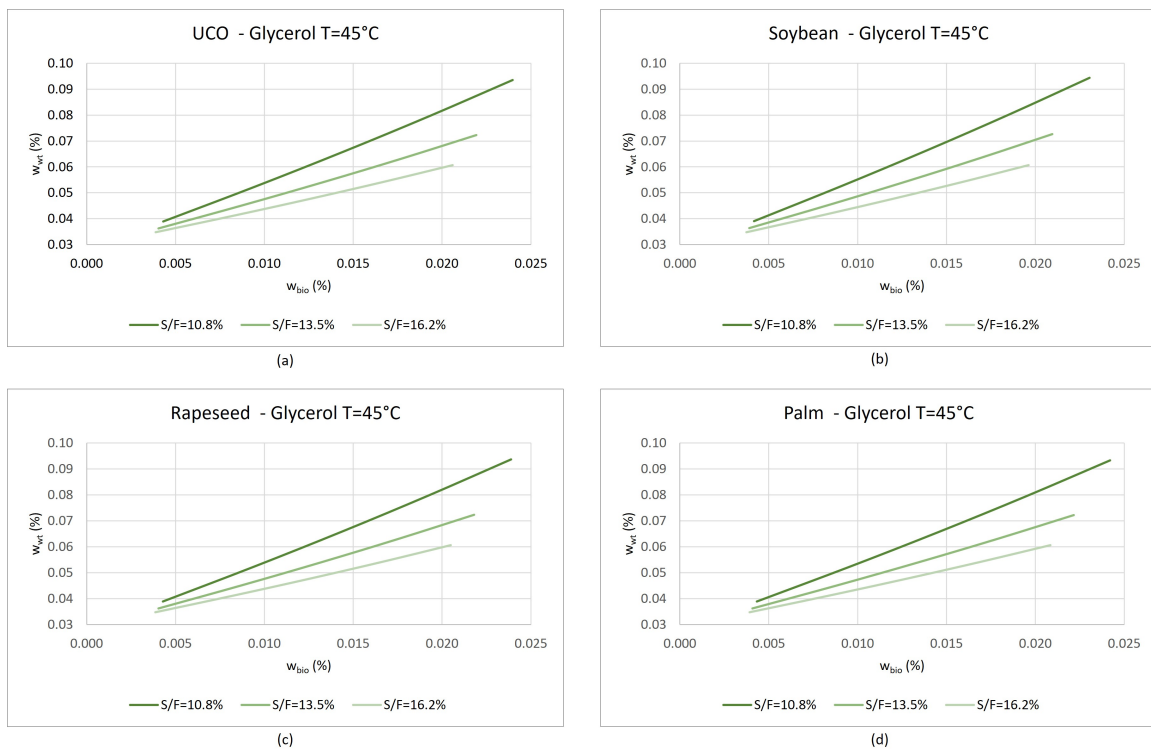 UCO - Glycerol T=45°C
w_wt (%)
0.10
0.09
0.08
0.07
0.06
0.05
0.04
0.03
0.000 0.005 0.010 0.015 0.020 0.025
w_bio (%)
S/F=10.8% S/F=13.5% S/F=16.2%
(a)
Soybean - Glycerol T=45°C
w_wt (%)
0.10
0.09
0.08
0.07
0.06
0.05
0.04
0.03
0.000 0.005 0.010 0.015 0.020 0.025
w_bio (%)
S/F=10.8% S/F=13.5% S/F=16.2%
(b)
Rapeseed - Glycerol T=45°C
w_wt (%)
0.10
0.09
0.08
0.07
0.06
0.05
0.04
0.03
0.000 0.005 0.010 0.015 0.020 0.025
w_bio (%)
S/F=10.8% S/F=13.5% S/F=16.2%
(c)
Palm - Glycerol T=45°C
w_wt (%)
0.10
0.09
0.08
0.07
0.06
0.05
0.04
0.03
0.000 0.005 0.010 0.015 0.020 0.025
w_bio (%)
S/F=10.8% S/F=13.5% S/F=16.2%
(d)